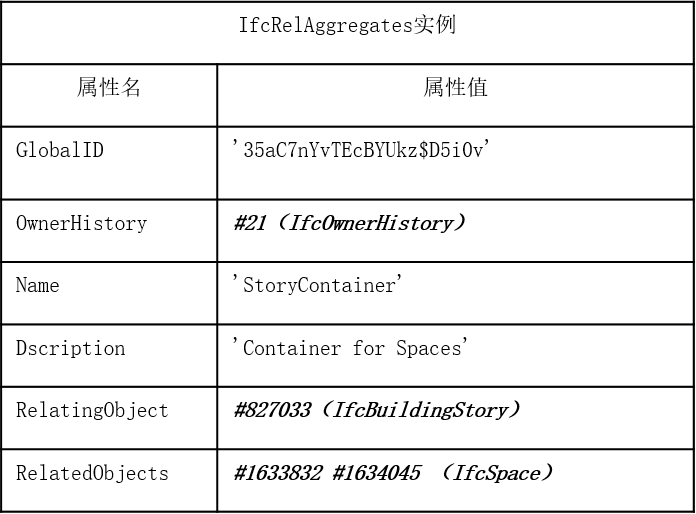 IfcRelAggregates实例
属性名 属性值
GlobalID '35aC7nYvTEcBYUkz$D5i0v'
OwnerHistory #21（IfcOwnerHistory）
Name 'StoryContainer'
Dscription 'Container for Spaces'
RelatingObject #827033（IfcBuildingStory）
RelatedObjects #1633832 #1634045 （IfcSpace）